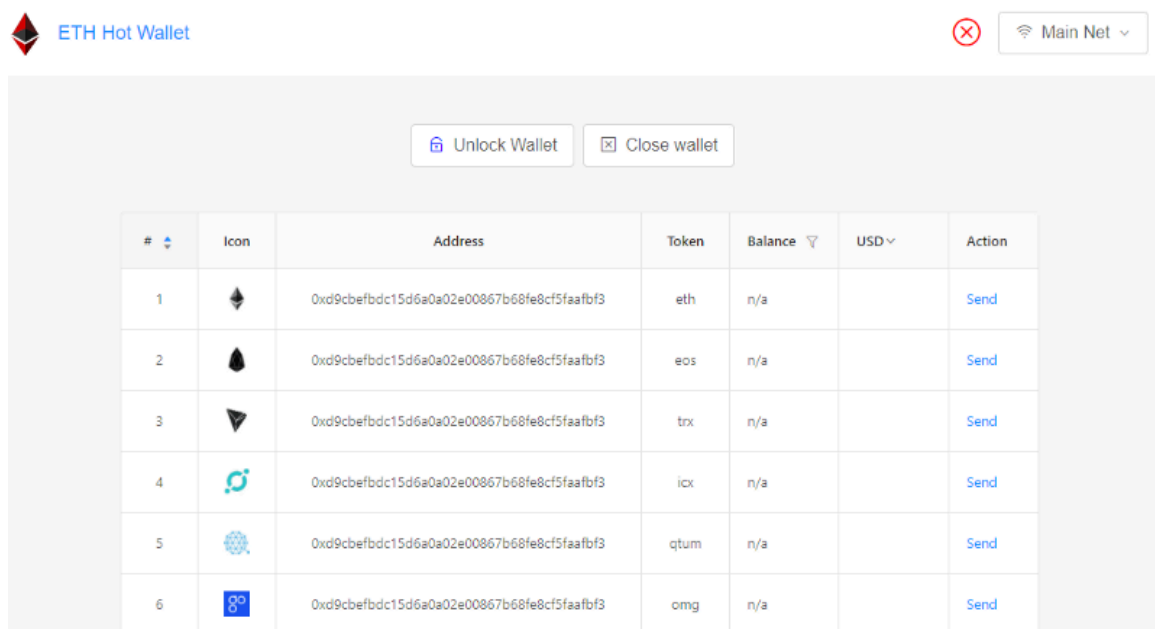 ETH Hot Wallet Main Net
Unlock Wallet Close wallet
# Icon Address Token Balance USD Action
1 0xd9cbefbdc15d6a0a02e00867b68fe8cf5faafbf3 eth n/a Send
2 0xd9cbefbdc15d6a0a02e00867b68fe8cf5faafbf3 eos n/a Send
3 0xd9cbefbdc15d6a0a02e00867b68fe8cf5faafbf3 trx n/a Send
4 0xd9cbefbdc15d6a0a02e00867b68fe8cf5faafbf3 icx n/a Send
5 0xd9cbefbdc15d6a0a02e00867b68fe8cf5faafbf3 qtum n/a Send
6 0xd9cbefbdc15d6a0a02e00867b68fe8cf5faafbf3 omg n/a Send